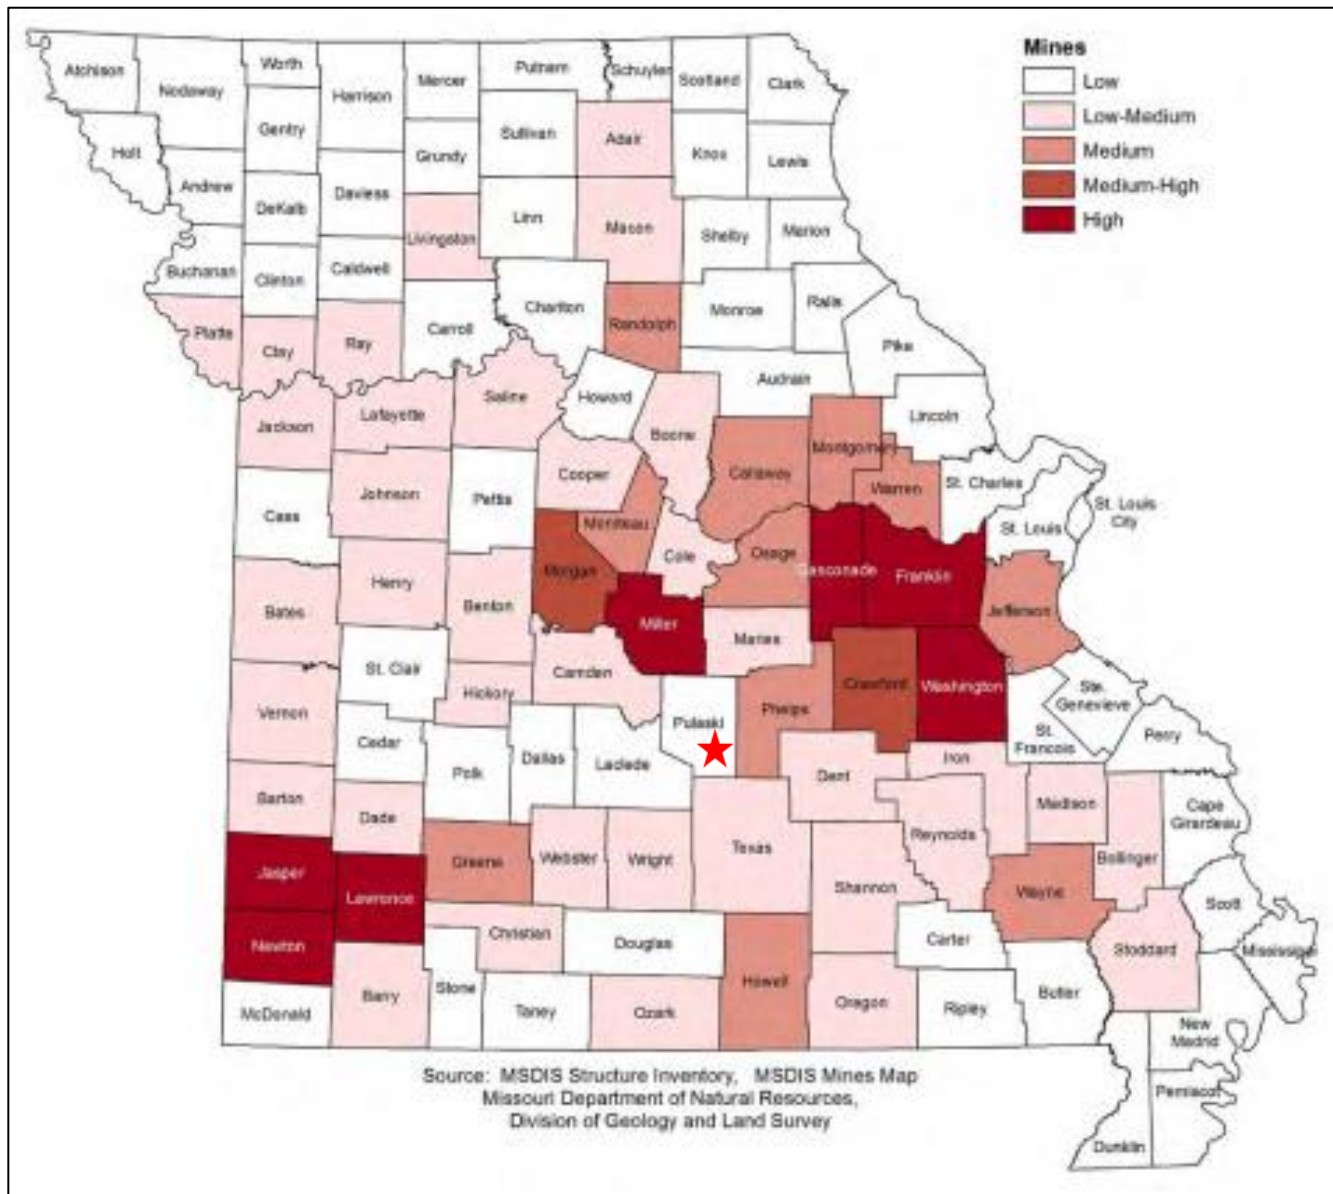 Mines
Low
Low-Medium
Medium
Medium-High
High
Atchison
Nodaway
Worth
Harrison
Mercer
Putnam
Schuyler
Scotland
Clark
Holt
Gentry
Sullivan
Adair
Knox
Lewis
Andrew
DeKalb
Daviess
Grundy
Livingston
Linn
Macon
Shelby
Marion
Buchanan
Clinton
Caldwell
Carroll
Chariton
Randolph
Monroe
Ralls
Pike
Platte
Clay
Ray
Saline
Howard
Audrain
Lincoln
Jackson
Lafayette
Cooper
Boone
Callaway
Montgomery
Warren
St. Charles
St. Louis
St. Louis
City
Cass
Johnson
Pettis
Moniteau
Cole
Osage
Gasconade
Franklin
Jefferson
Bates
Henry
Benton
Morgan
Miller
Maries
Crawford
Washington
Ste.
Genevieve
St.
Francois
Perry
St. Clair
Hickory
Camden
Pulaski
Phelps
Vernon
Cedar
Polk
Dallas
Laclede
Dent
Iron
Madison
Cape
Girardeau
Barton
Dade
Greene
Webster
Wright
Texas
Reynolds
Bollinger
Jasper
Lawrence
Shannon
Wayne
Scott
Newton
Christian
Douglas
Howell
Carter
Stoddard
Mississippi
McDonald
Barry
Stone
Taney
Ozark
Oregon
Ripley
Butler
New
Madrid
Pemiscot
Dunklin
Source: MSDIS Structure Inventory, MSDIS Mines Map
Missouri Department of Natural Resources,
Division of Geology and Land Survey